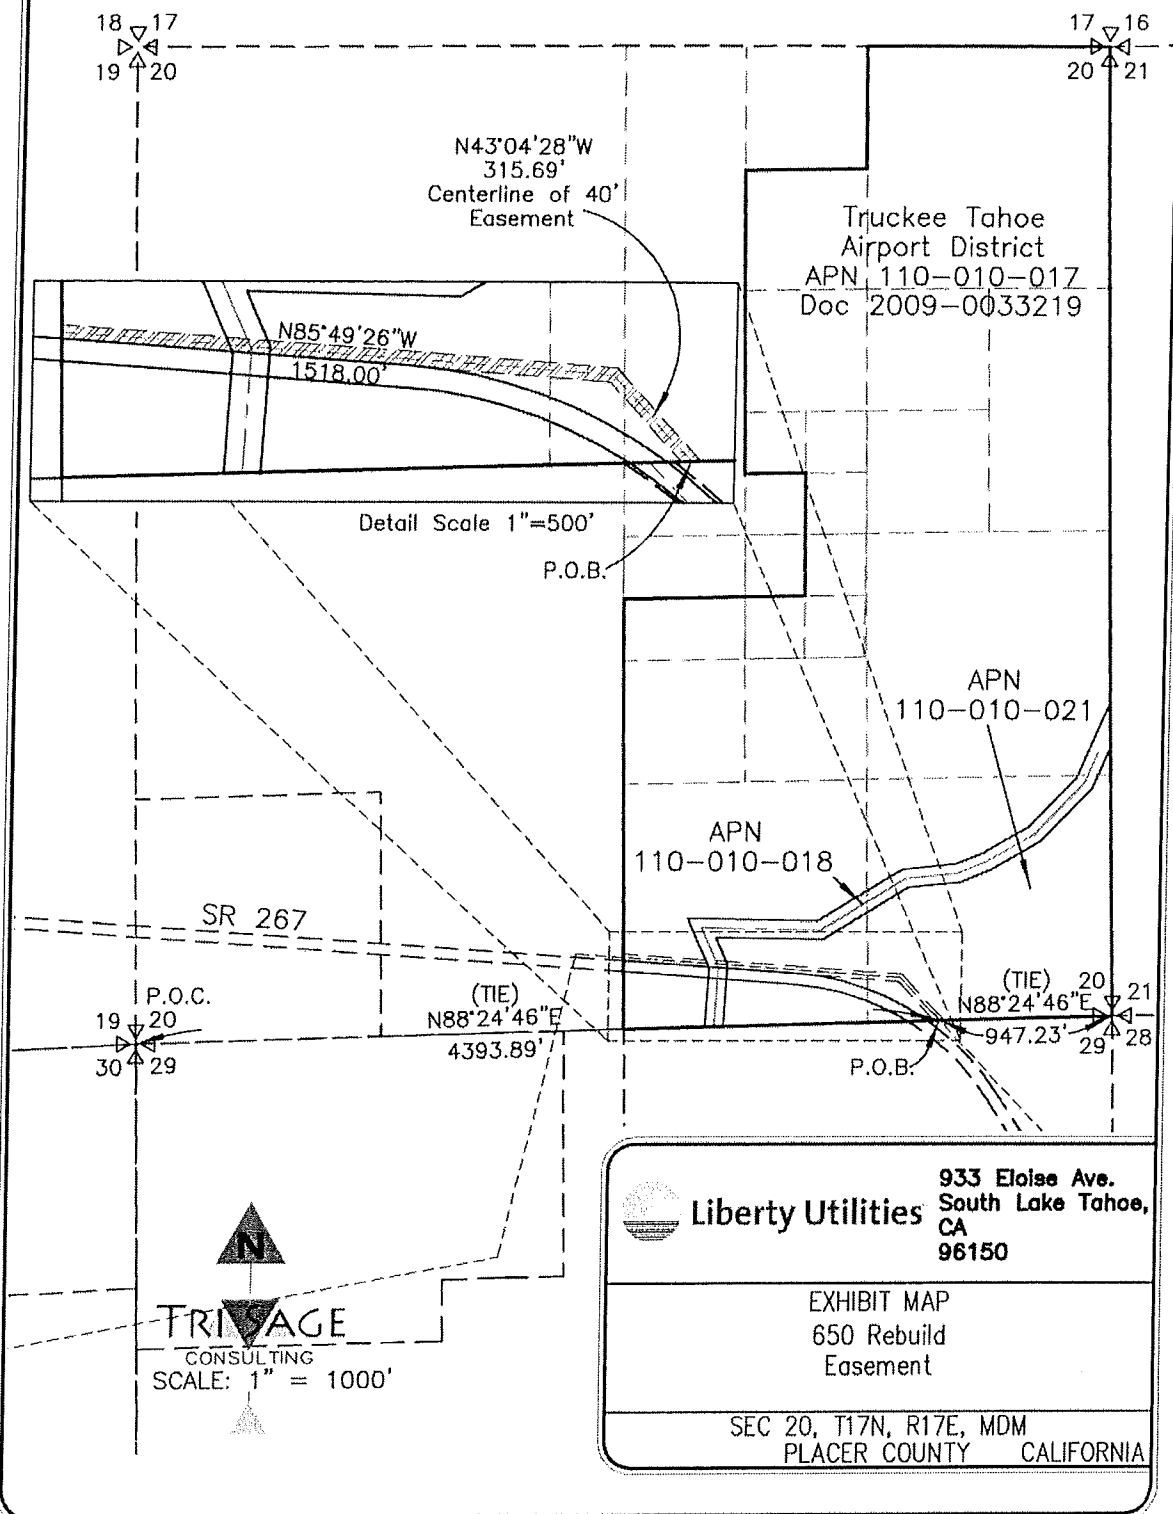 18 17
19 20
17 16
20 21
N43°04'28"W
315.69'
Centerline of 40'
Easement
Truckee Tahoe
Airport District
APN 110-010-017
Doc 2009-0033219
N85°49'26"W
1518.00'
Detail Scale 1"=500'
P.O.B.
APN
110-010-021
APN
110-010-018
SR 267
P.O.C.
19 20
30 29
(TIE)
N88°24'46"E
4393.89'
(TIE)
N88°24'46"E
947.23'
20 21
29 28
P.O.B.
N
TRI SAGE
CONSULTING
SCALE: 1" = 1000'
Liberty Utilities
933 Eloise Ave.
South Lake Tahoe,
CA
96150
EXHIBIT MAP
650 Rebuild
Easement
SEC 20, T17N, R17E, MDM
PLACER COUNTY CALIFORNIA